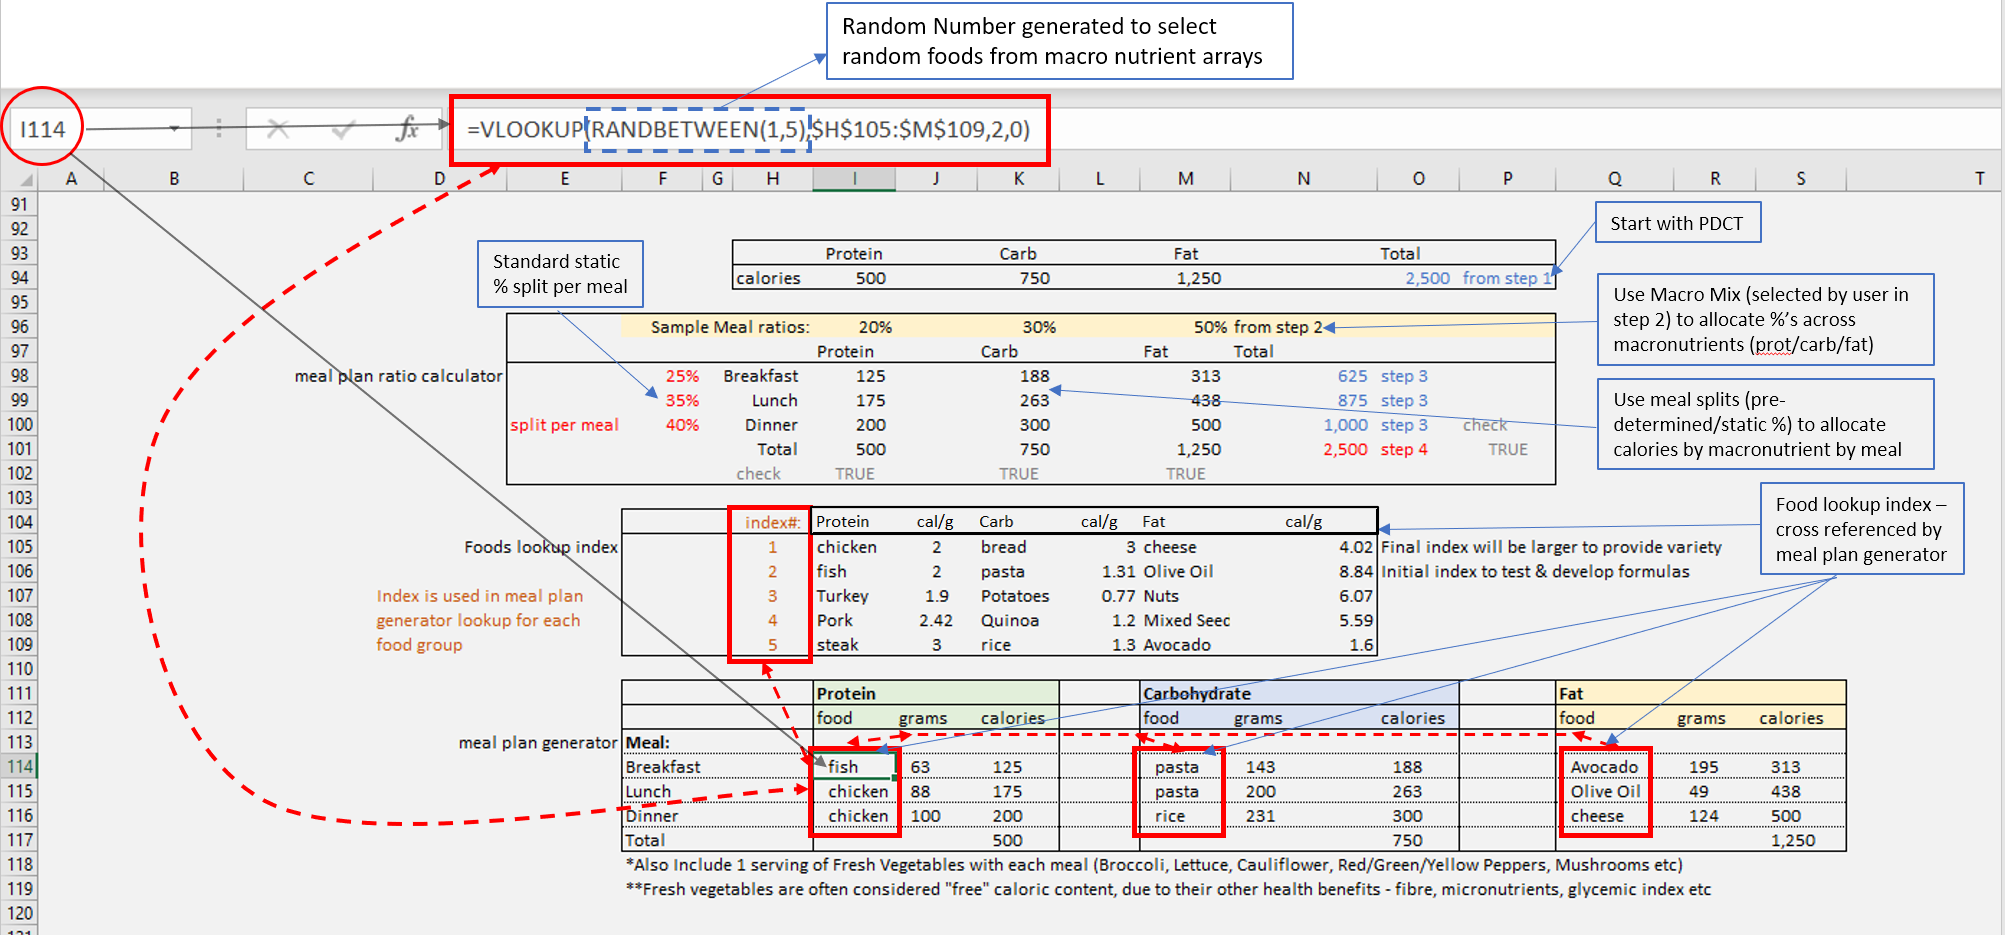 Random Number generated to select
random foods from macro nutrient arrays
I114
fx
=VLOOKUP(RANDBETWEEN(1,5),$H$105:$M$109,2,0)
A B C D E F G H I J K L M N O P Q R S T
91
92
Start with PDCT
93 Protein Carb Fat Total
94 calories 500 750 1,250 2,500 from step 1
Standard static
% split per meal
95
Use Macro Mix (selected by user in
step 2) to allocate %'s across
macronutrients (prot/carb/fat)
96 Sample Meal ratios: 20% 30% 50% from step 2
97 Protein Carb Fat Total
98 meal plan ratio calculator 25% Breakfast 125 188 313 625 step 3
99 35% Lunch 175 263 438 875 step 3
100 split per meal 40% Dinner 200 300 500 1,000 step 3 check
101 Total 500 750 1,250 2,500 step 4 TRUE
102 check TRUE TRUE TRUE
Use meal splits (pre-
determined/static %) to allocate
calories by macronutrient by meal
103
104 index#: Protein cal/g Carb cal/g Fat cal/g
105 Foods lookup index 1 chicken 2 bread 3 cheese 4.02 Final index will be larger to provide variety
106 2 fish 2 pasta 1.31 Olive Oil 8.84 Initial index to test & develop formulas
107 Index is used in meal plan 3 Turkey 1.9 Potatoes 0.77 Nuts 6.07
108 generator lookup for each 4 Pork 2.42 Quinoa 1.2 Mixed Seed 5.59
109 food group 5 steak 3 rice 1.3 Avocado 1.6
Food lookup index –
cross referenced by
meal plan generator
110
111 Protein Carbohydrate Fat
112 food grams calories food grams calories food grams calories
113 meal plan generator Meal:
114 Breakfast fish 63 125 pasta 143 188 Avocado 195 313
115 Lunch chicken 88 175 pasta 200 263 Olive Oil 49 438
116 Dinner chicken 100 200 rice 231 300 cheese 124 500
117 Total 500 750 1,250
118 *Also Include 1 serving of Fresh Vegetables with each meal (Broccoli, Lettuce, Cauliflower, Red/Green/Yellow Peppers, Mushrooms etc)
119 **Fresh vegetables are often considered "free" caloric content, due to their other health benefits - fibre, micronutrients, glycemic index etc
120